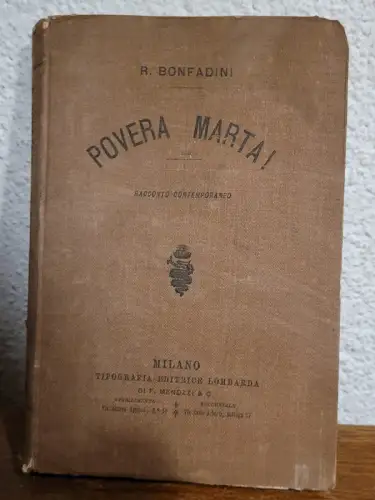 R. BONFADINI
POVERA MARTA!
RACCONTO CONTEMPORANEO
MILANO
TIPOGRAFIA EDITRICE LOMBARDA
DI F. MENOZZI & C.